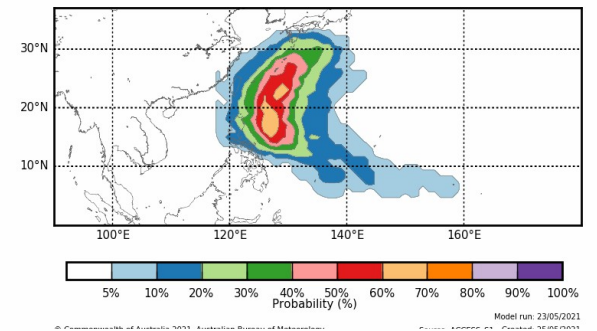 30°N
20°N
10°N
100°E 120°E 140°E 160°E
5% 10% 20% 30% 40% 50% 60% 70% 80% 90% 100%
Probability (%)
Model run: 23/05/2021
© Commonwealth of Australia 2021, Australian Bureau of Meteorology Source: ACCESS-S1 Created: 25/05/2021